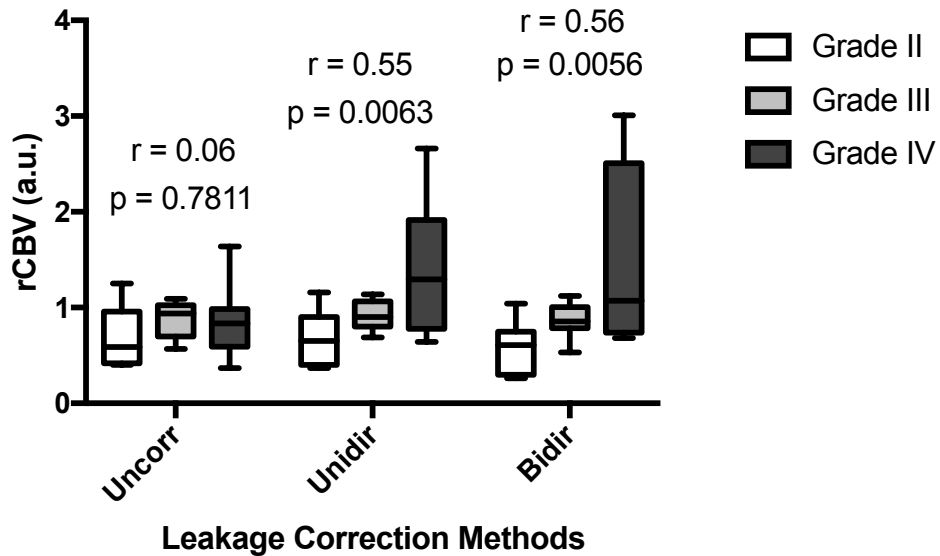 4
3
2
1
0
rCBV (a.u.)
r = 0.06
p = 0.7811
r = 0.55
p = 0.0063
r = 0.56
p = 0.0056
Grade II
Grade III
Grade IV
Uncorr
Unidir
Bidir
Leakage Correction Methods